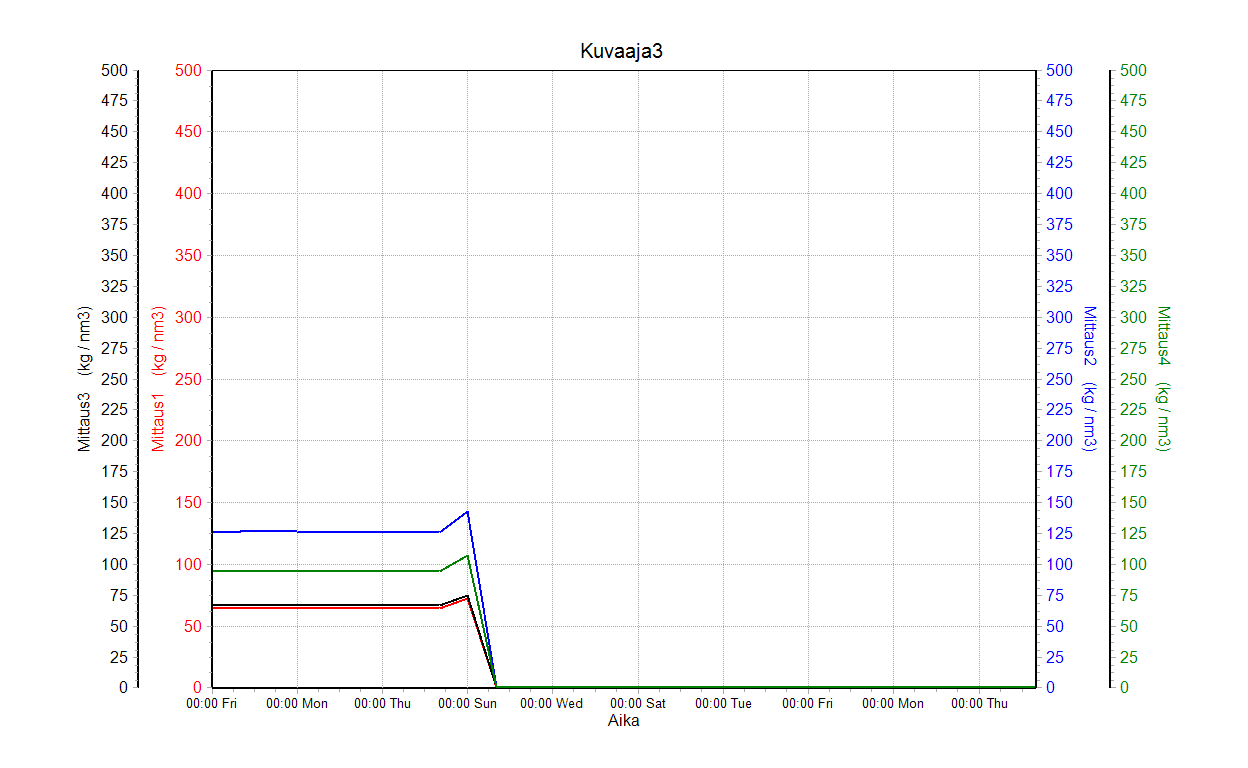 Kuvaaja3
500 500 500 500
475 475 475
450 450 450 450
425 425 425
400 400 400 400
375 375 375
350 350 350 350
325 325 325
300 300 300 300
275 275 275
250 250 250 250
225 225 225
200 200 200 200
175 175 175
150 150 150 150
125 125 125
100 100 100 100
75 75 75
50 50 50 50
25 25 25
0 0 0 0
Mittaus3 (kg / nm3)
Mittaus1 (kg / nm3)
Mittaus2 (kg / nm3)
Mittaus4 (kg / nm3)
00:00 Fri 00:00 Mon 00:00 Thu 00:00 Sun 00:00 Wed 00:00 Sat 00:00 Tue 00:00 Fri 00:00 Mon 00:00 Thu
Aika